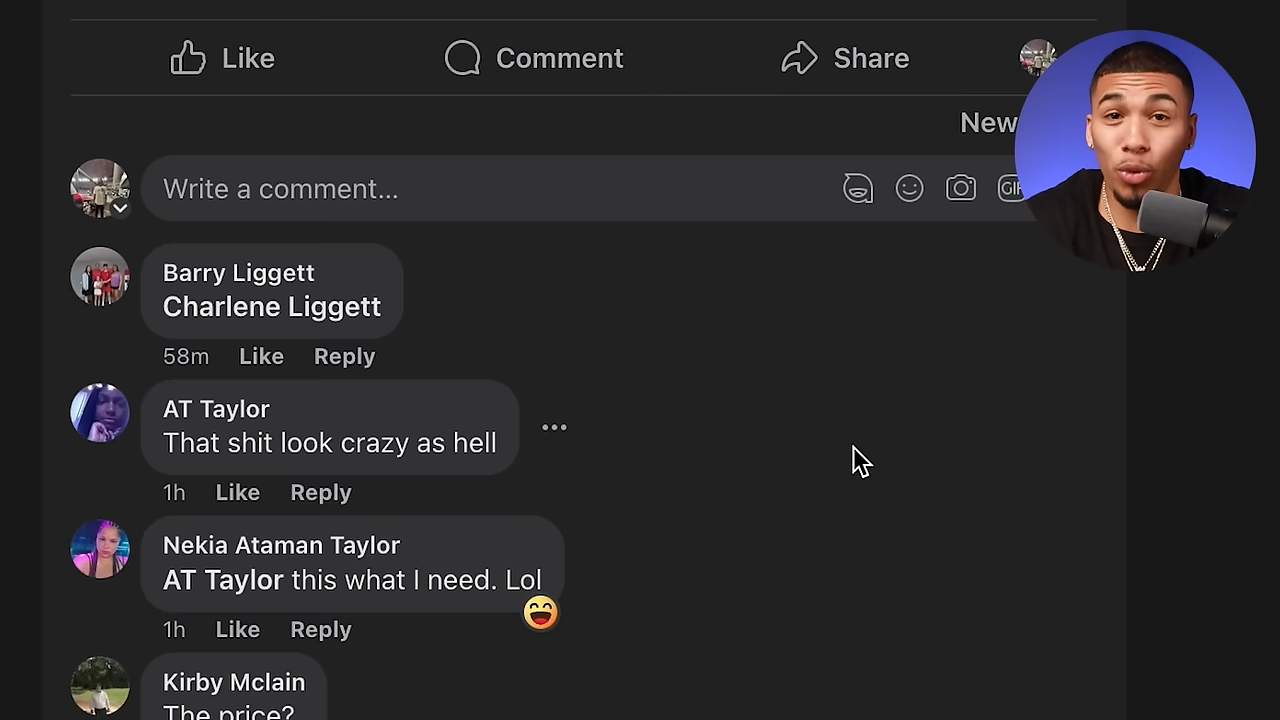 Like Comment Share
New
Write a comment...
Barry Liggett
Charlene Liggett
58m Like Reply
AT Taylor
That shit look crazy as hell
1h Like Reply
Nekia Ataman Taylor
AT Taylor this what I need. Lol
1h Like Reply
Kirby Mclain
The price?